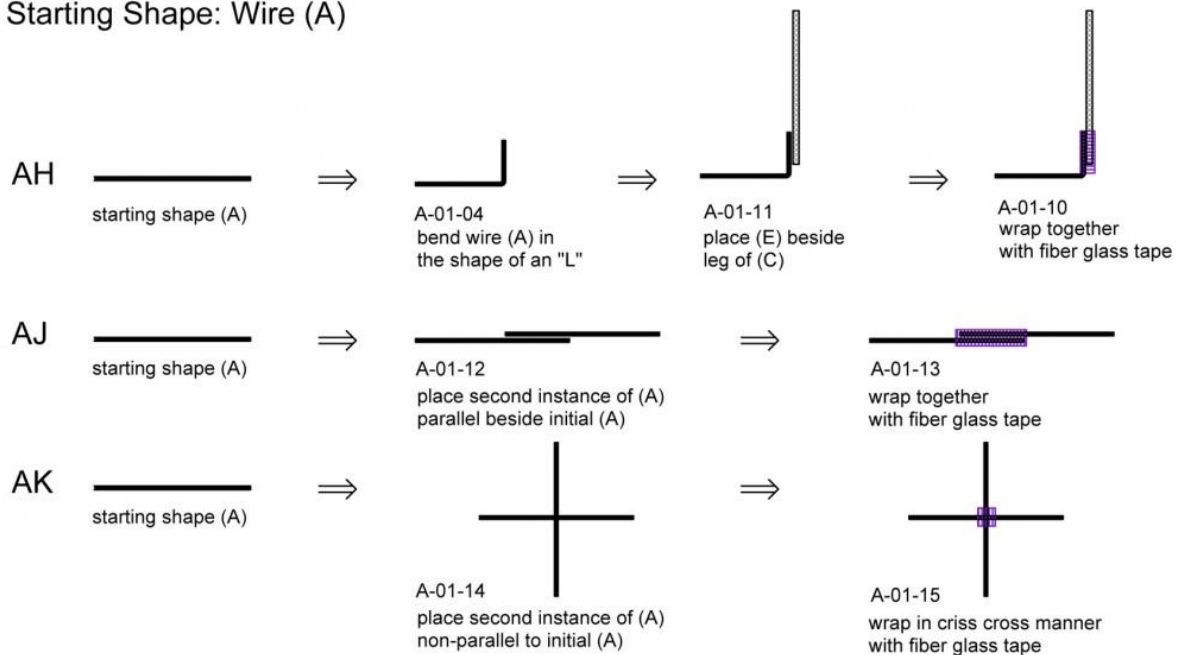 Starting Shape: Wire (A)
AH
starting shape (A)
A-01-04
bend wire (A) in
the shape of an "L"
A-01-11
place (E) beside
leg of (C)
A-01-10
wrap together
with fiber glass tape
AJ
starting shape (A)
A-01-12
place second instance of (A)
parallel beside initial (A)
A-01-13
wrap together
with fiber glass tape
AK
starting shape (A)
A-01-14
place second instance of (A)
non-parallel to initial (A)
A-01-15
wrap in criss cross manner
with fiber glass tape